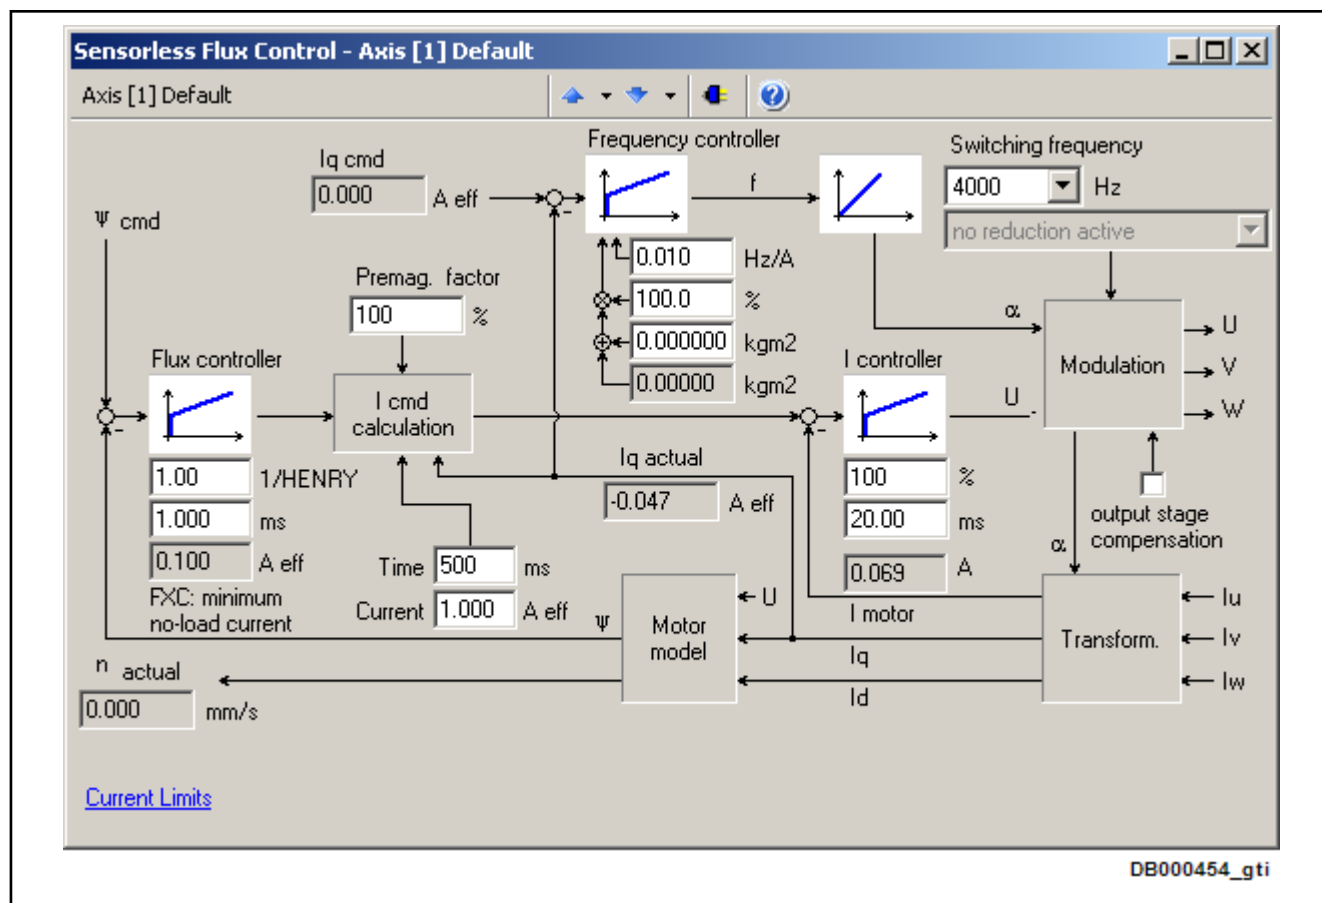 Sensorless Flux Control - Axis [1] Default
Axis [1] Default
Frequency controller
Switching frequency
Iq cmd
0.000 A eff
f
4000 Hz
no reduction active
Ψ cmd
0.010 Hz/A
Premag. factor
100 %
100.0 %
α
U
0.000000 kgm2
V
Flux controller
I controller
Modulation
0.00000 kgm2
I cmd
calculation
U
W
-
-
-
-
-
Iq actual
1.00 1/HENRY
100 %
-0.047 A eff
1.000 ms
20.00 ms
output stage
compensation
α
0.100 A eff
Time 500 ms
0.069 A
FXC: minimum
no-load current
Current 1.000 A eff
U
I motor
Iu
Ψ
Motor
model
Transform.
Iv
Iq
n actual
Iw
Id
0.000 mm/s
Current Limits
DB000454_gti